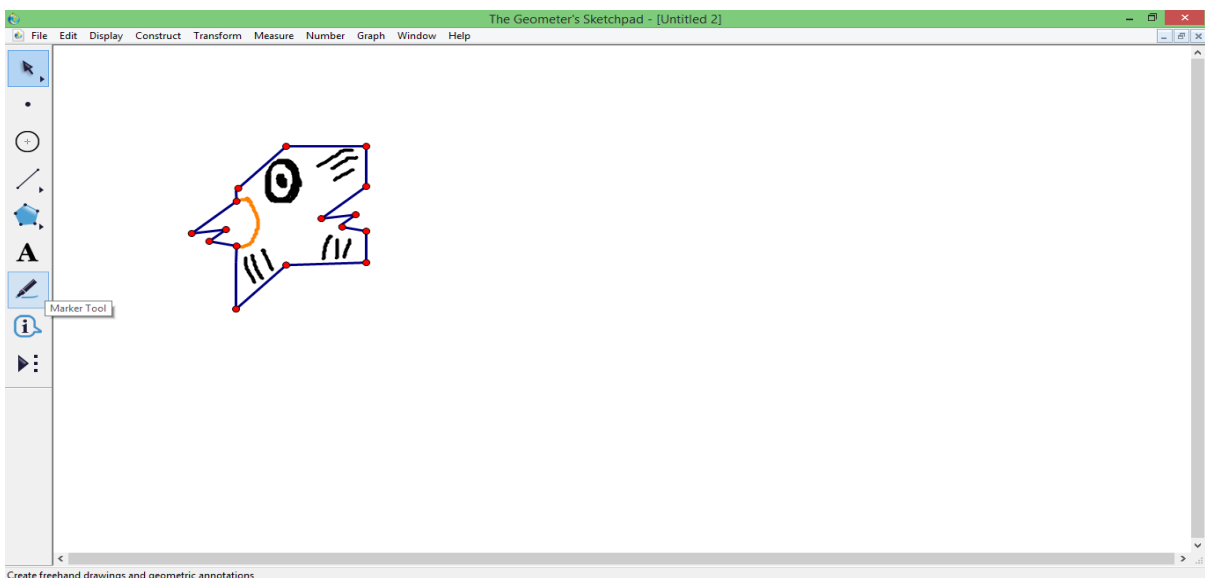 The Geometer's Sketchpad - [Untitled 2]
File Edit Display Construct Transform Measure Number Graph Window Help
A
Marker Tool
i
Create freehand drawings and geometric annotations